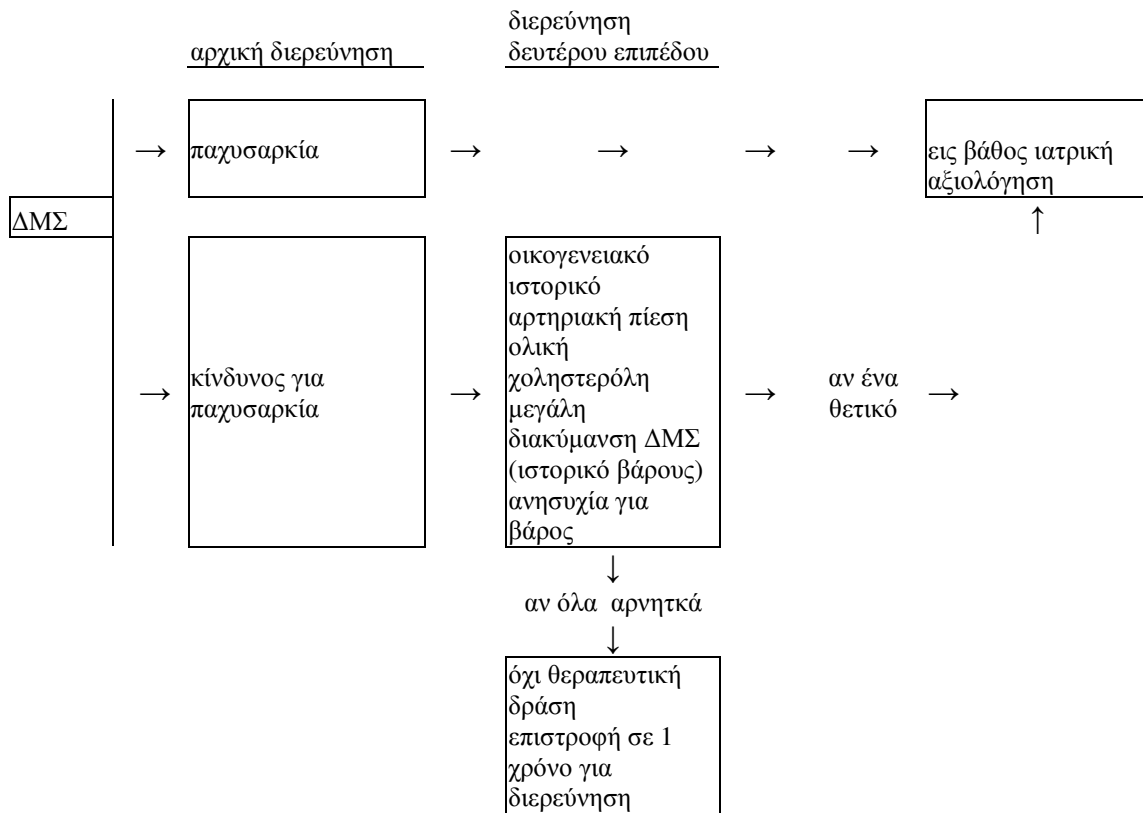 διερεύνηση
αρχική διερεύνηση
δευτέρου επιπέδου
→ παχυσαρκία → → → → εις βάθος ιατρική
αξιολόγηση
ΔΜΣ
↑
οικογενειακό
ιστορικό
αρτηριακή πίεση
ολική
→ κίνδυνος για
παχυσαρκία
→ χοληστερόλη
μεγάλη
→ αν ένα
θετικό
→
διακύμανση ΔΜΣ
(ιστορικό βάρους)
ανησυχία για
βάρος
↓
αν όλα αρνητκά
↓
όχι θεραπευτική
δράση
επιστροφή σε 1
χρόνο για
διερεύνηση